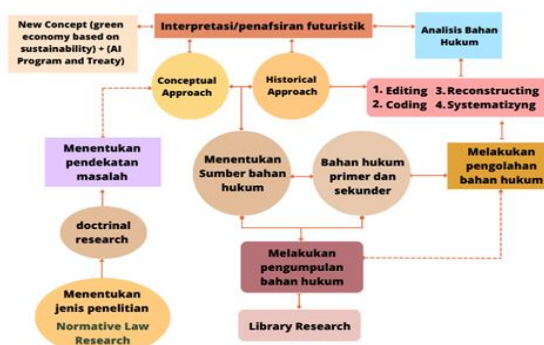 New Concept (green
economy based on
sustainability) + (AI
Program and Treaty)
Interpretasi/penafsiran futuristik
Analisis Bahan
Hukum
Conceptual
Approach
Historical
Approach
1. Editing 3. Reconstructing
2. Coding 4. Systematizyng
Menentukan
pendekatan
masalah
Menentukan
Sumber bahan
hukum
Bahan hukum
primer dan
sekunder
Melakukan
pengolahan
bahan hukum
doctrinal
research
Melakukan
pengumpulan
bahan hukum
Menentukan
jenis penelitian
Normative Law
Research
Library Research